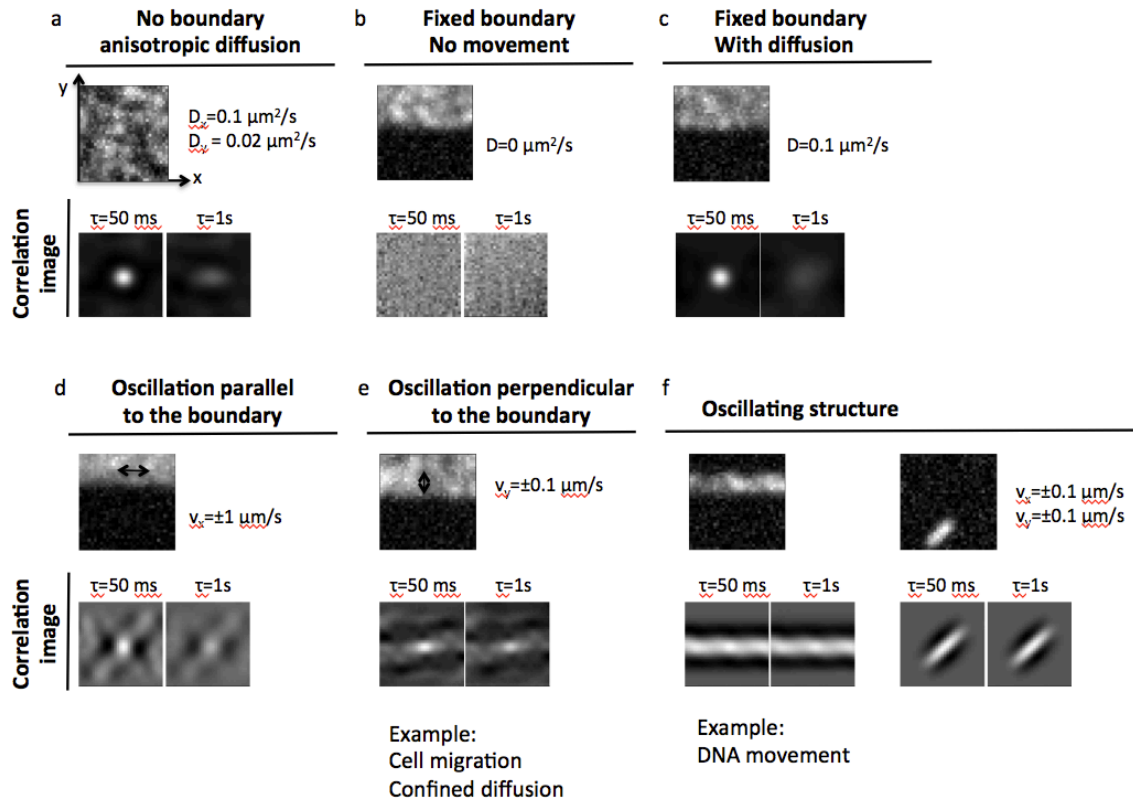 a
No boundary
anisotropic diffusion
y
x
Dₓ=0.1 μm²/s
Dᵧ = 0.02 μm²/s
b
Fixed boundary
No movement
D=0 μm²/s
c
Fixed boundary
With diffusion
D=0.1 μm²/s
Correlation
image
τ=50 ms τ=1s
τ=50 ms τ=1s
τ=50 ms τ=1s
d
Oscillation parallel
to the boundary
vₓ=±1 μm/s
e
Oscillation perpendicular
to the boundary
vᵧ=±0.1 μm/s
f
Oscillating structure
vₓ=±0.1 μm/s
vᵧ=±0.1 μm/s
Correlation
image
τ=50 ms τ=1s
τ=50 ms τ=1s
τ=50 ms τ=1s
τ=50 ms τ=1s
Example:
Cell migration
Confined diffusion
Example:
DNA movement